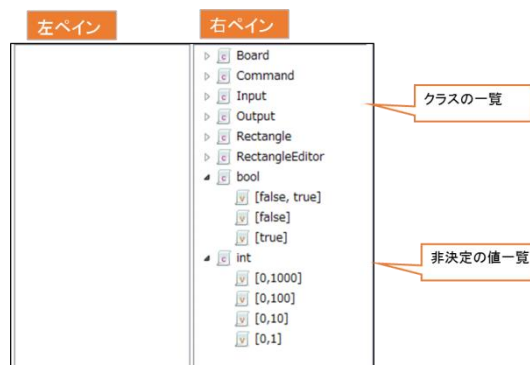 左ペイン
右ペイン
Board
Command
Input
Output
Rectangle
RectangleEditor
bool
[false, true]
[false]
[true]
int
[0,1000]
[0,100]
[0,10]
[0,1]
クラスの一覧
非決定の値一覧